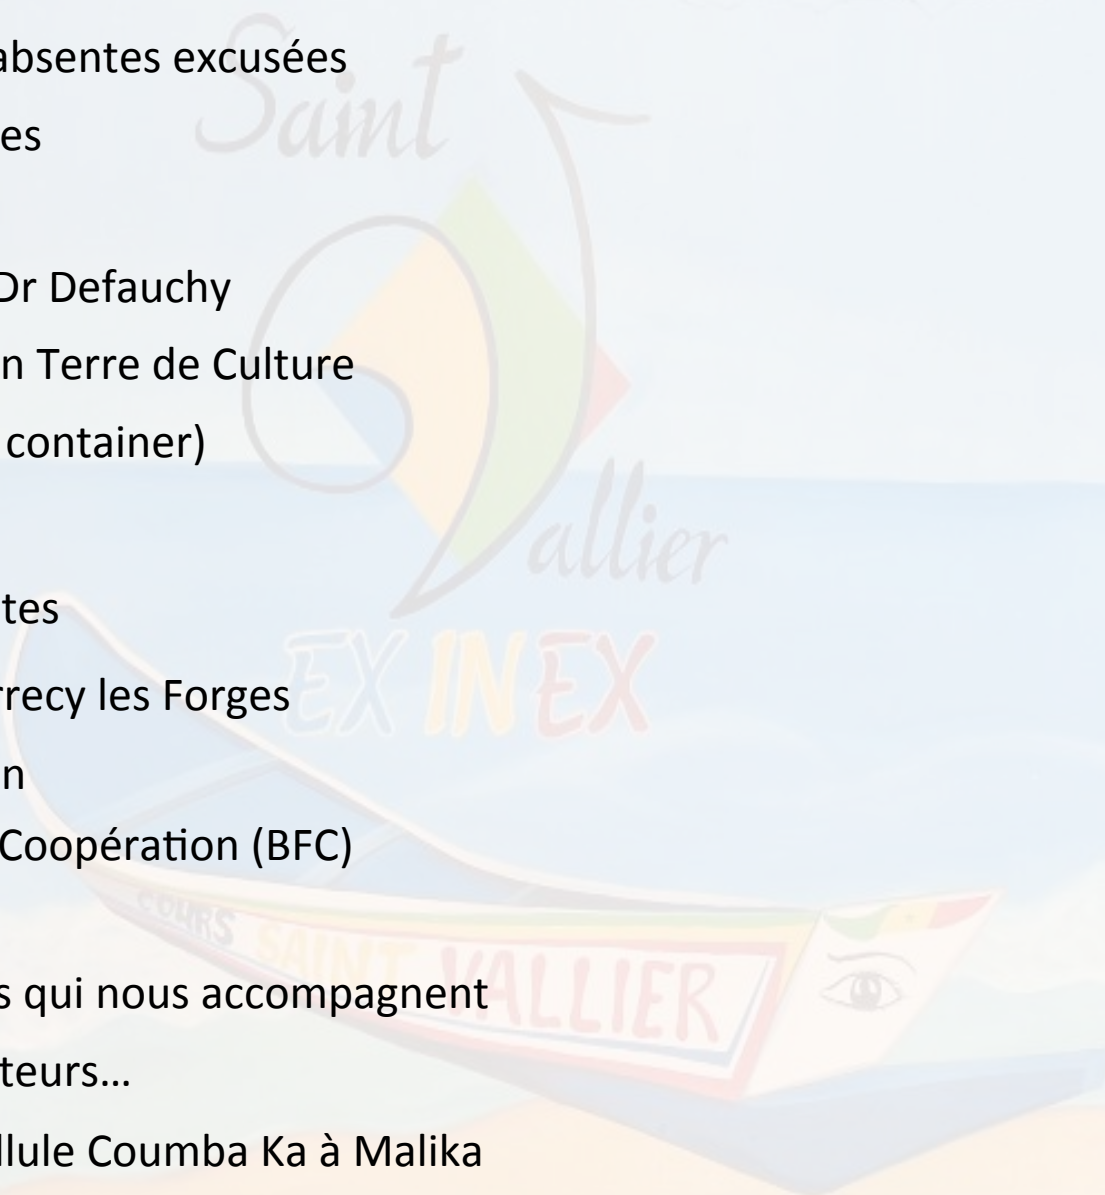 absentes excusées
es
Dr Defauchy
n Terre de Culture
container)
tes
recy les Forges
n
Coopération (BFC)
s qui nous accompagnent
teurs…
llule Coumba Ka à Malika
Saint
Vallier
EX IN EX
COURS SAINT VALLIER